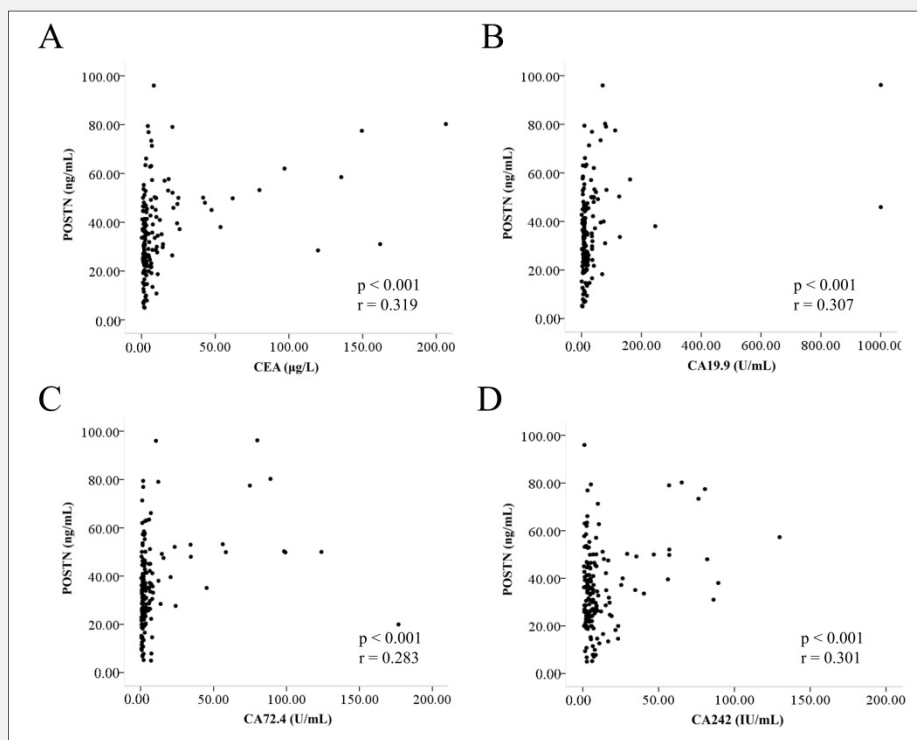 A
POSTN (ng/mL)
100.00
80.00
60.00
40.00
20.00
0.00
p < 0.001
r = 0.319
0.00 50.00 100.00 150.00 200.00
CEA (µg/L)
B
POSTN (ng/mL)
100.00
80.00
60.00
40.00
20.00
0.00
p < 0.001
r = 0.307
0.00 200.00 400.00 600.00 800.00 1000.00
CA19.9 (U/mL)
C
POSTN (ng/mL)
100.00
80.00
60.00
40.00
20.00
0.00
p < 0.001
r = 0.283
0.00 50.00 100.00 150.00 200.00
CA72.4 (U/mL)
D
POSTN (ng/mL)
100.00
80.00
60.00
40.00
20.00
0.00
p < 0.001
r = 0.301
0.00 50.00 100.00 150.00 200.00
CA242 (IU/mL)